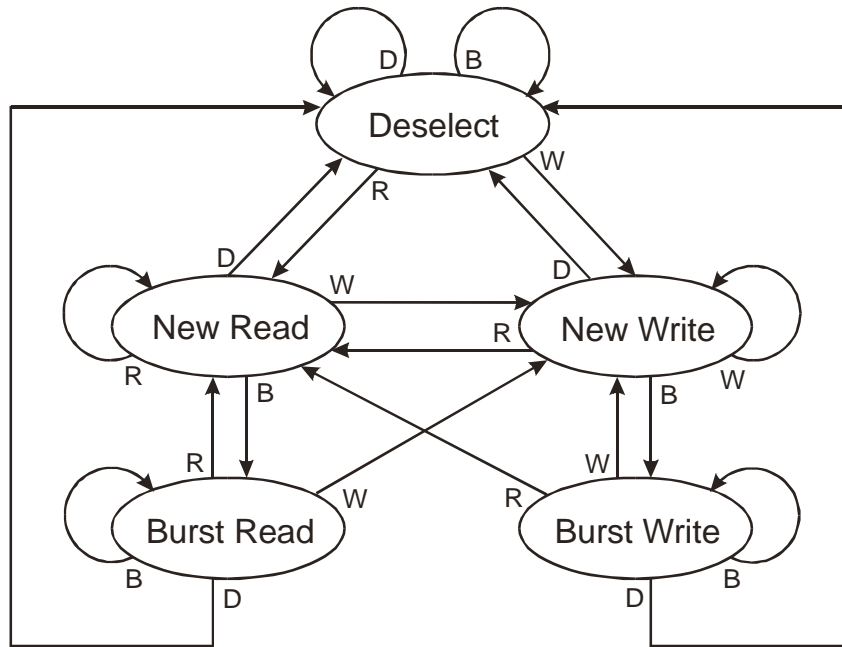 D B
Deselect
W
R
D D
W
New Read New Write
R
R W
B B
R W
W R
Burst Read Burst Write
B B
D D